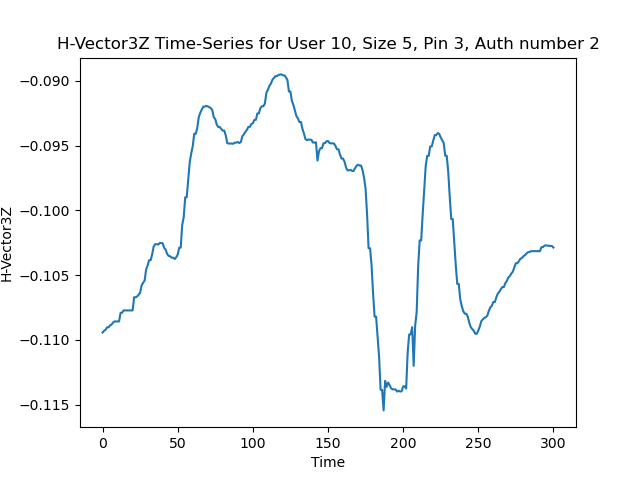 H-Vector3Z Time-Series for User 10, Size 5, Pin 3, Auth number 2
−0.090
−0.095
−0.100
−0.105
−0.110
−0.115
H-Vector3Z
0 50 100 150 200 250 300
Time